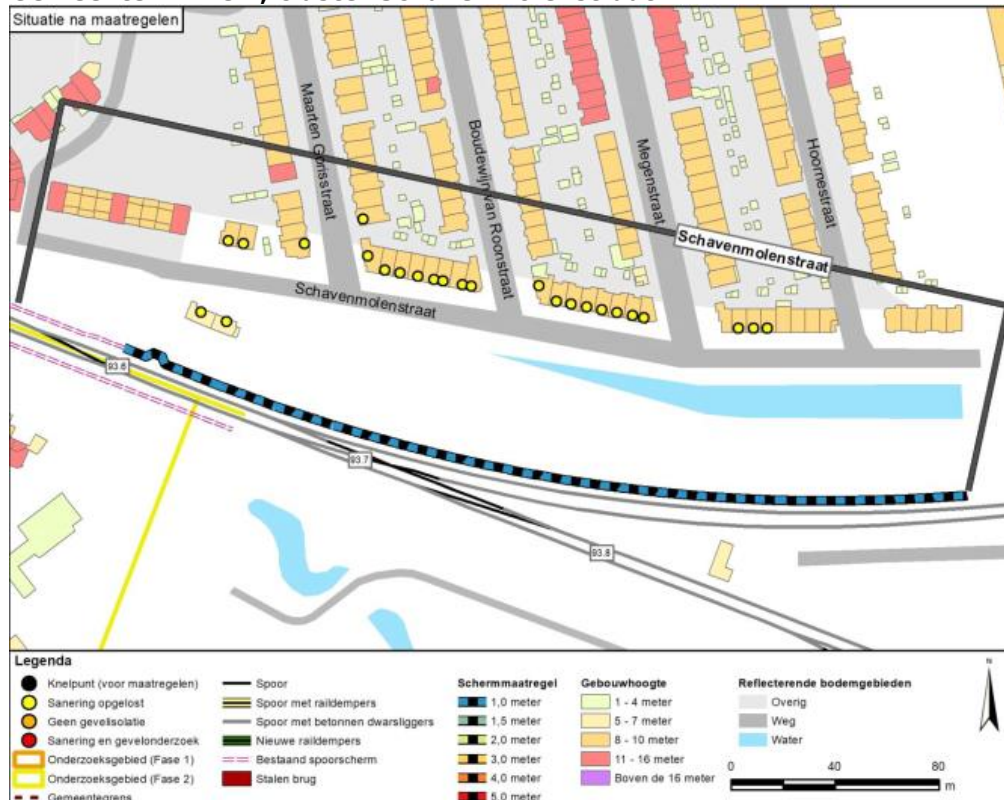 Situatie na maatregelen
Maarten Gorisstraat
Boudewijn van Roonstraat
Megenstraat
Hoornestraat
Schavenmolenstraat
Schavenmolenstraat
93.6
93.7
93.8
Legenda
Knelpunt (voor maatregelen)
Sanering opgelost
Geen gevelisolatie
Sanering en gevelonderzoek
Onderzoeksgebied (Fase 1)
Onderzoeksgebied (Fase 2)
Gemeentegrens
Spoor
Spoor met raildempers
Spoor met betonnen dwarsliggers
Nieuwe raildempers
Bestaand spoorscherm
Stalen brug
Schermmaatregel
1,0 meter
1,5 meter
2,0 meter
3,0 meter
4,0 meter
5,0 meter
Gebouwhoogte
1 - 4 meter
5 - 7 meter
8 - 10 meter
11 - 16 meter
Boven de 16 meter
Reflecterende bodemgebieden
Overig
Weg
Water
N
0 40 80
m